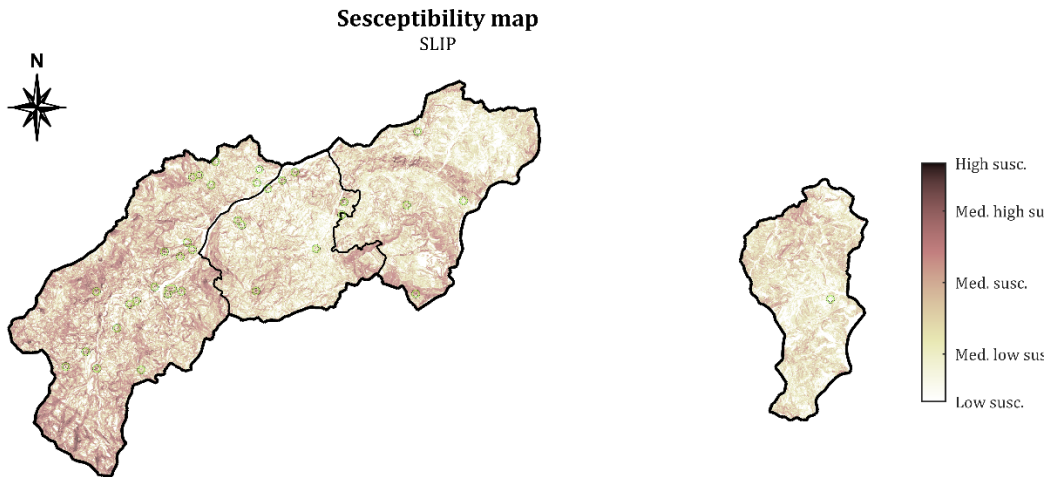 Sesceptibility map
SLIP
N
High susc.
Med. high su
Med. susc.
Med. low sus
Low susc.